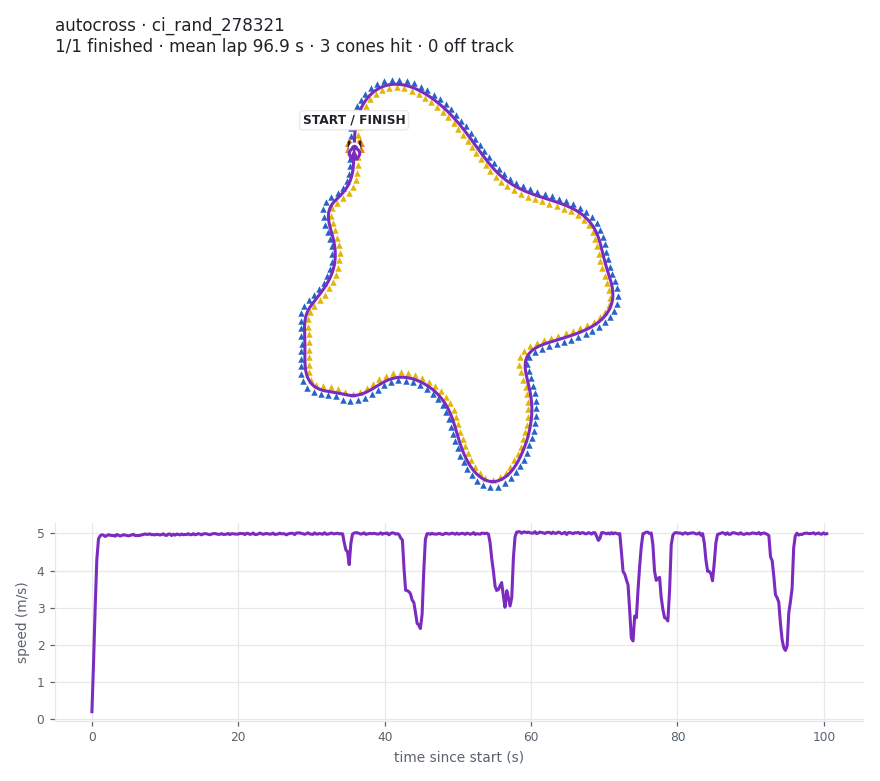 autocross · ci_rand_278321
1/1 finished · mean lap 96.9 s · 3 cones hit · 0 off track
START / FINISH
5
4
3
2
1
0
speed (m/s)
0 20 40 60 80 100
time since start (s)